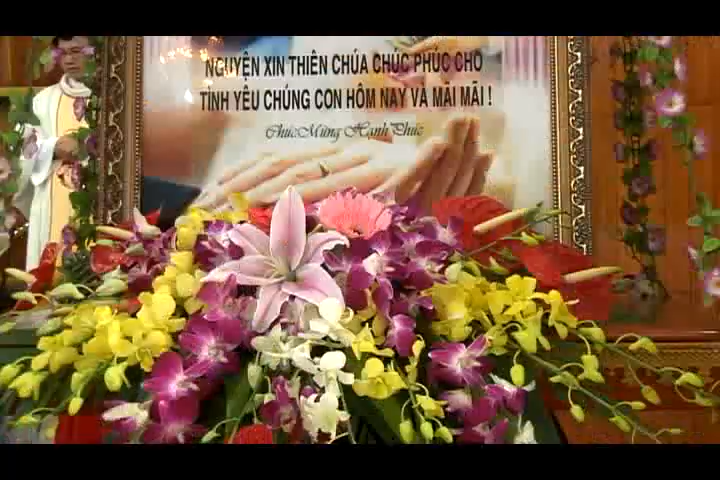 NGUYỆN XIN THIÊN CHÚA CHÚC PHÚC CHO
TÌNH YÊU CHÚNG CON HÔM NAY VÀ MÃI MÃI !
Chúc Mừng Hạnh Phúc